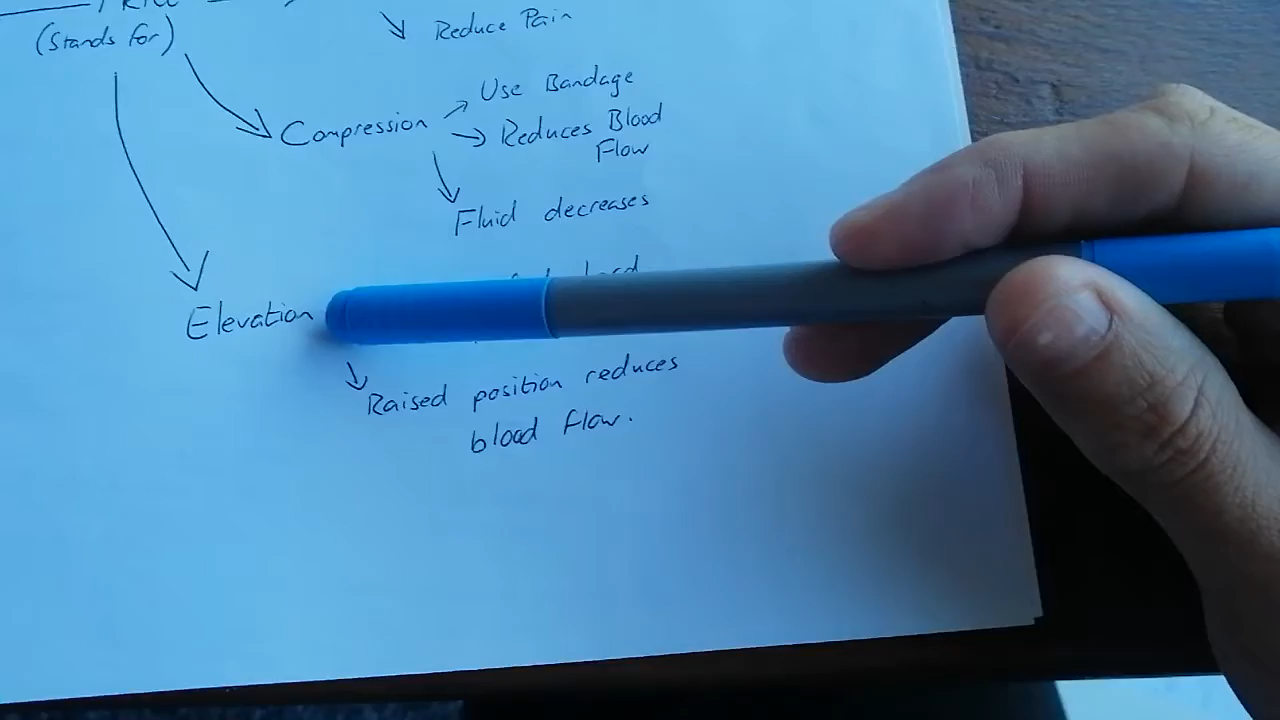 (Stands for)
Reduce Pain
Use Bandage
Compression
Reduces Blood
Flow
Fluid decreases
Elevation
Raised position reduces
blood flow.